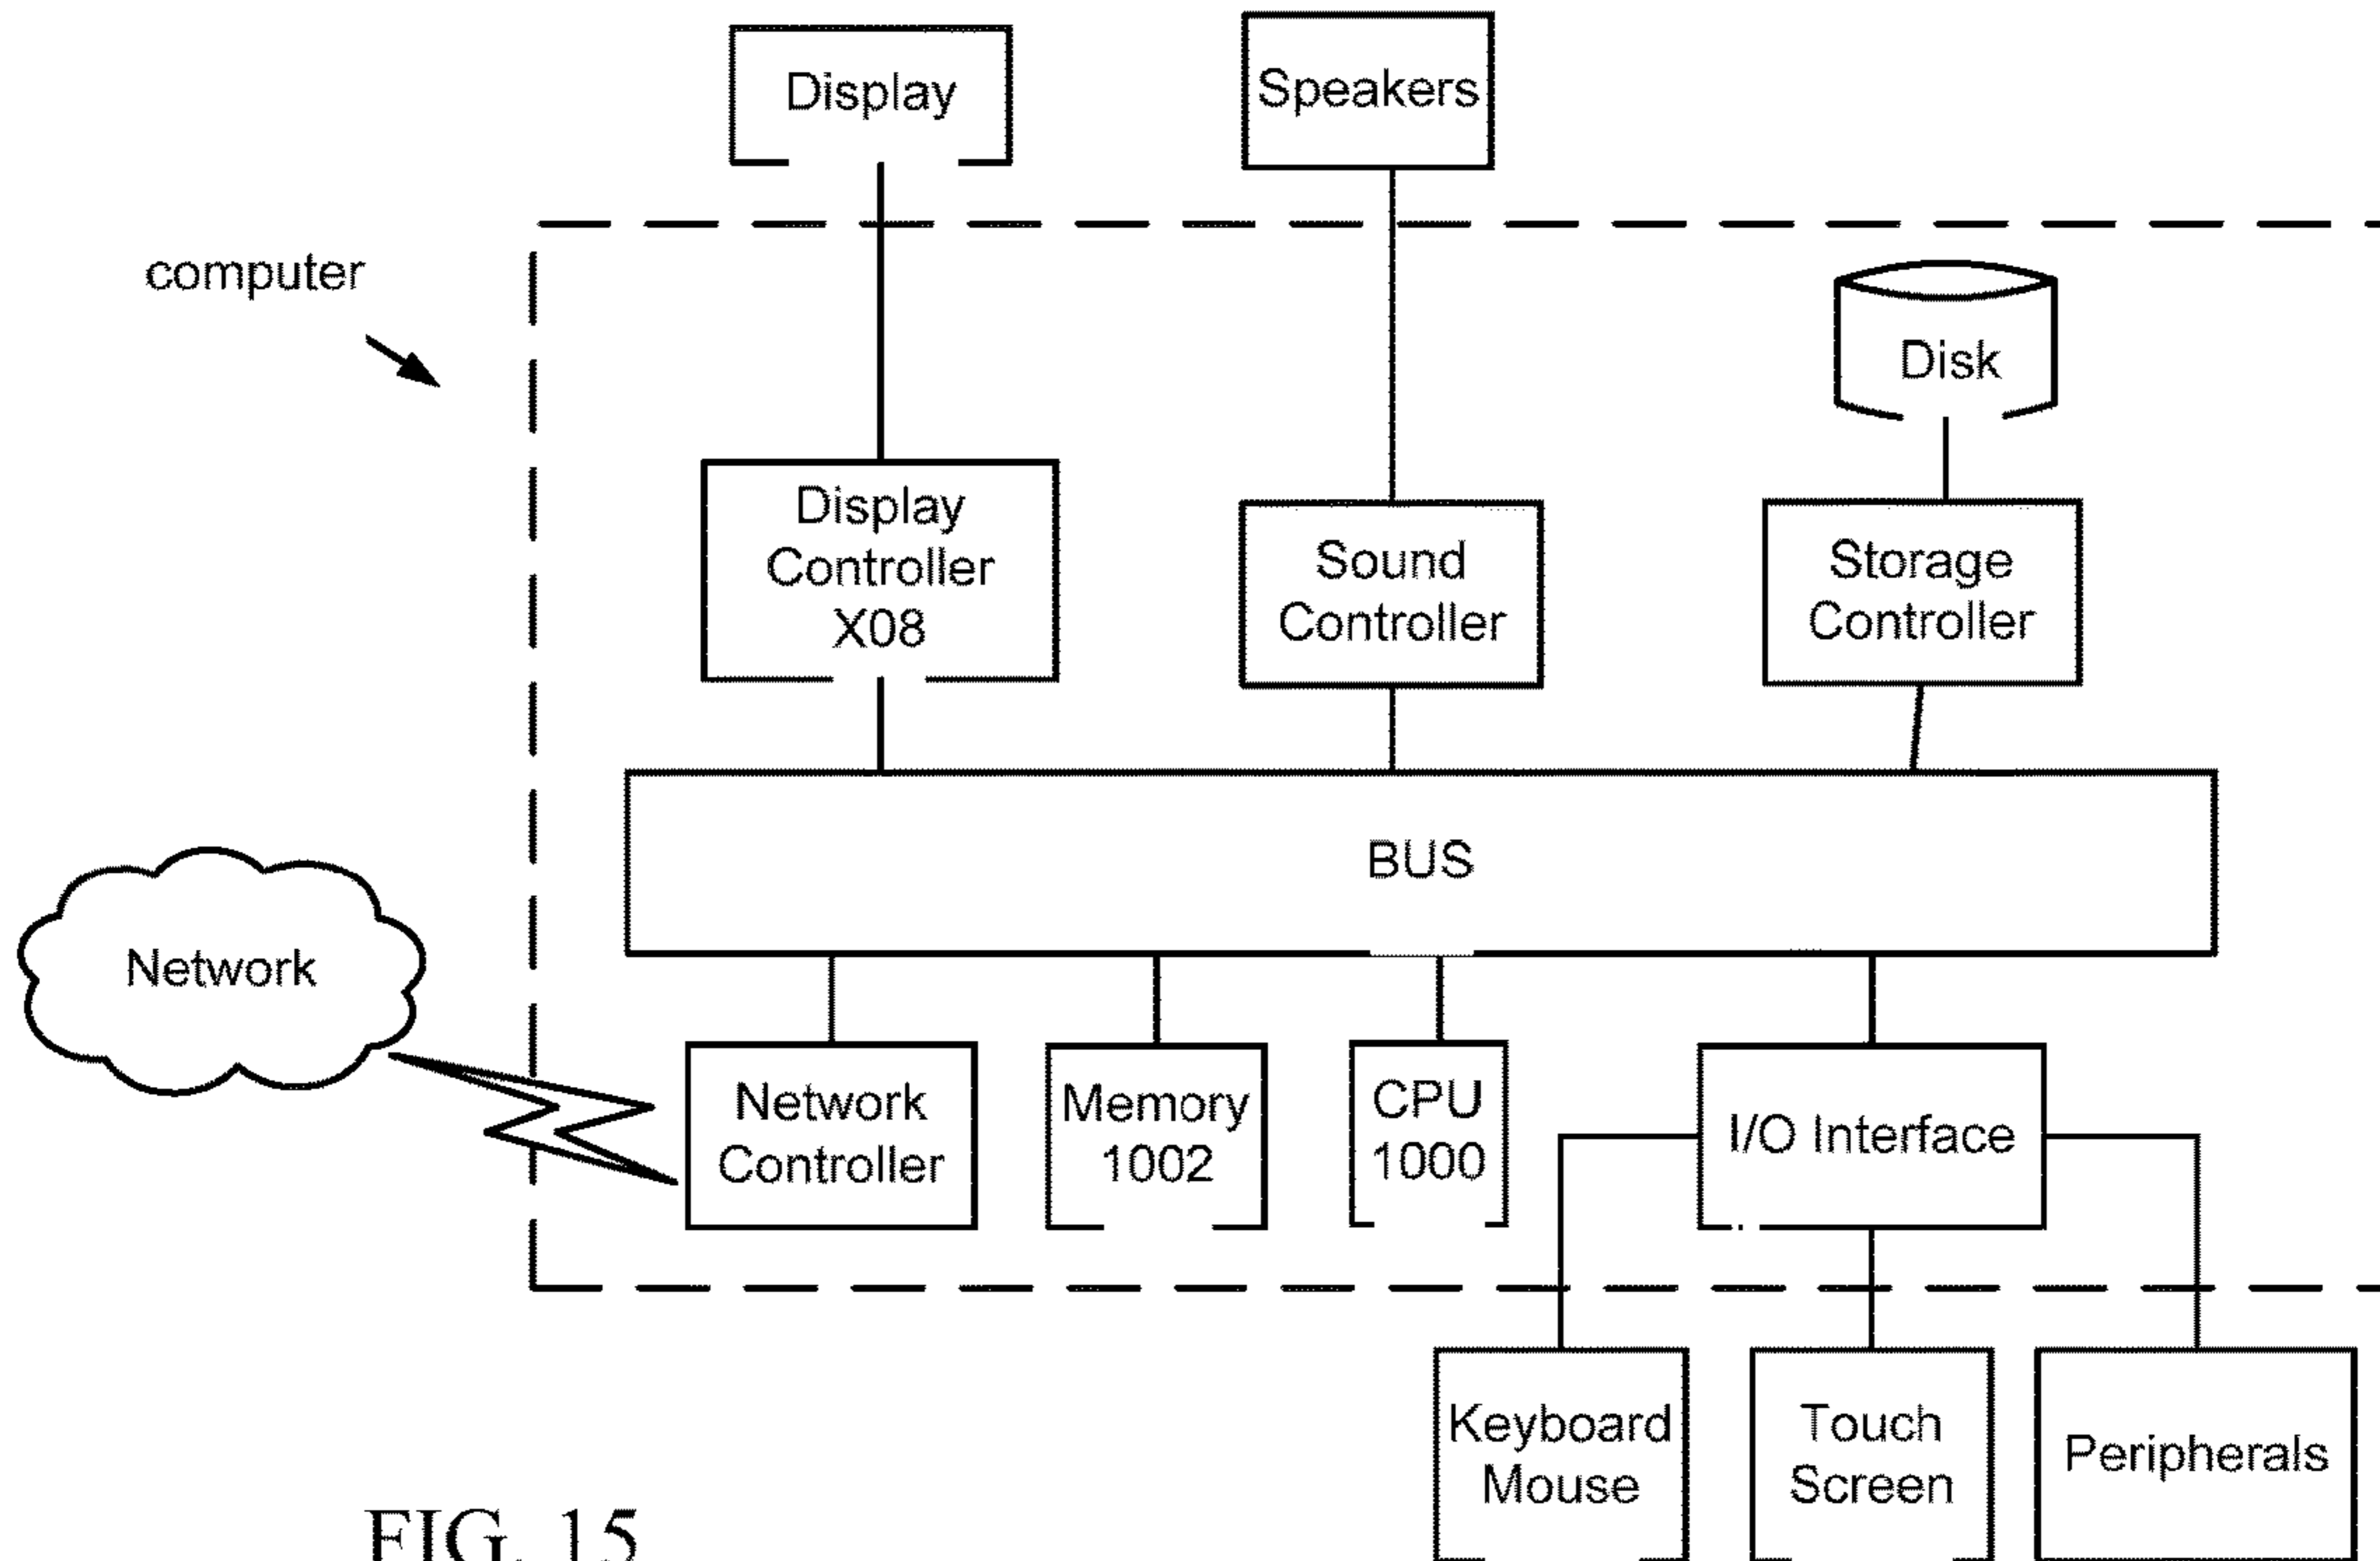 Display
Speakers
computer
Disk
Display
Controller
X08
Sound
Controller
Storage
Controller
BUS
Network
Network
Controller
Memory
1002
CPU
1000
I/O Interface
Keyboard
Mouse
Touch
Screen
Peripherals
FIG. 15